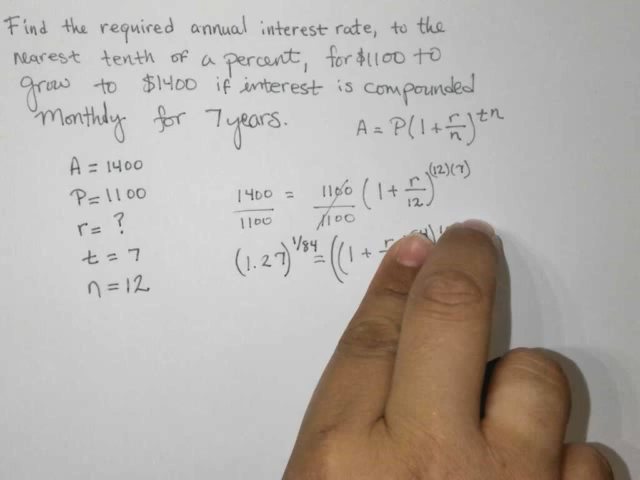 Find the required annual interest rate, to the
nearest tenth of a percent, for $1100 to
grow to $1400 if interest is compounded
Monthly for 7 years.
A = P(1 + r/n)^tn
A = 1400
P = 1100
r = ?
t = 7
n = 12
1400/1100 = 1100/1100 (1 + r/12)^(12)(7)
(1.27)^1/84 = ((1 + r